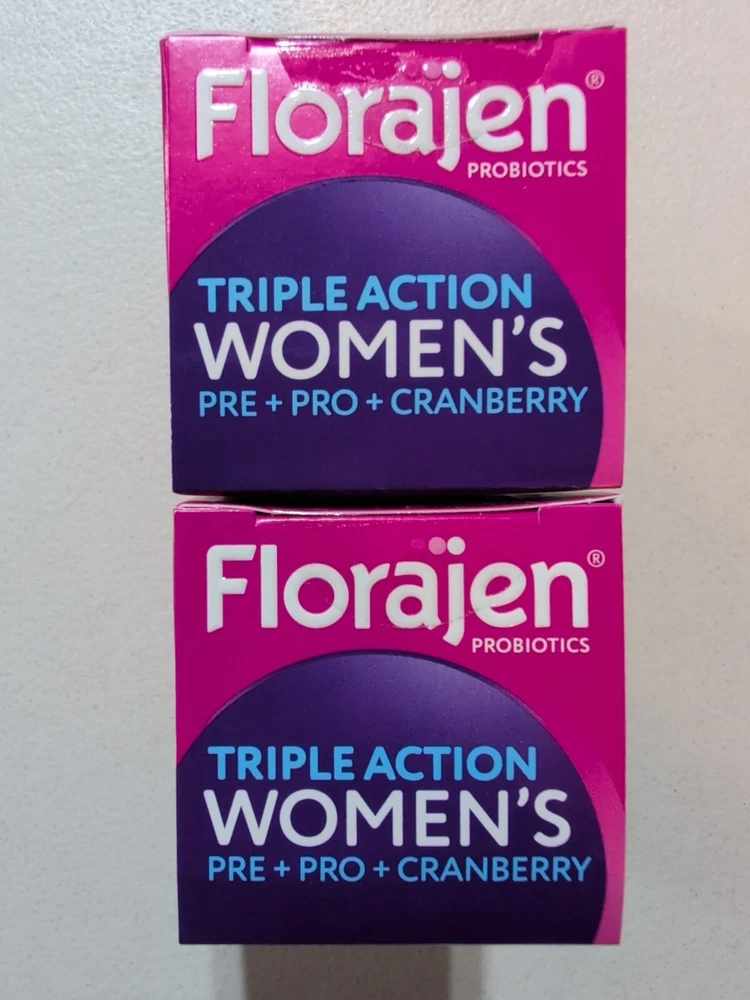 Florajen®
PROBIOTICS
TRIPLE ACTION
WOMEN'S
PRE + PRO + CRANBERRY
Florajen®
PROBIOTICS
TRIPLE ACTION
WOMEN'S
PRE + PRO + CRANBERRY